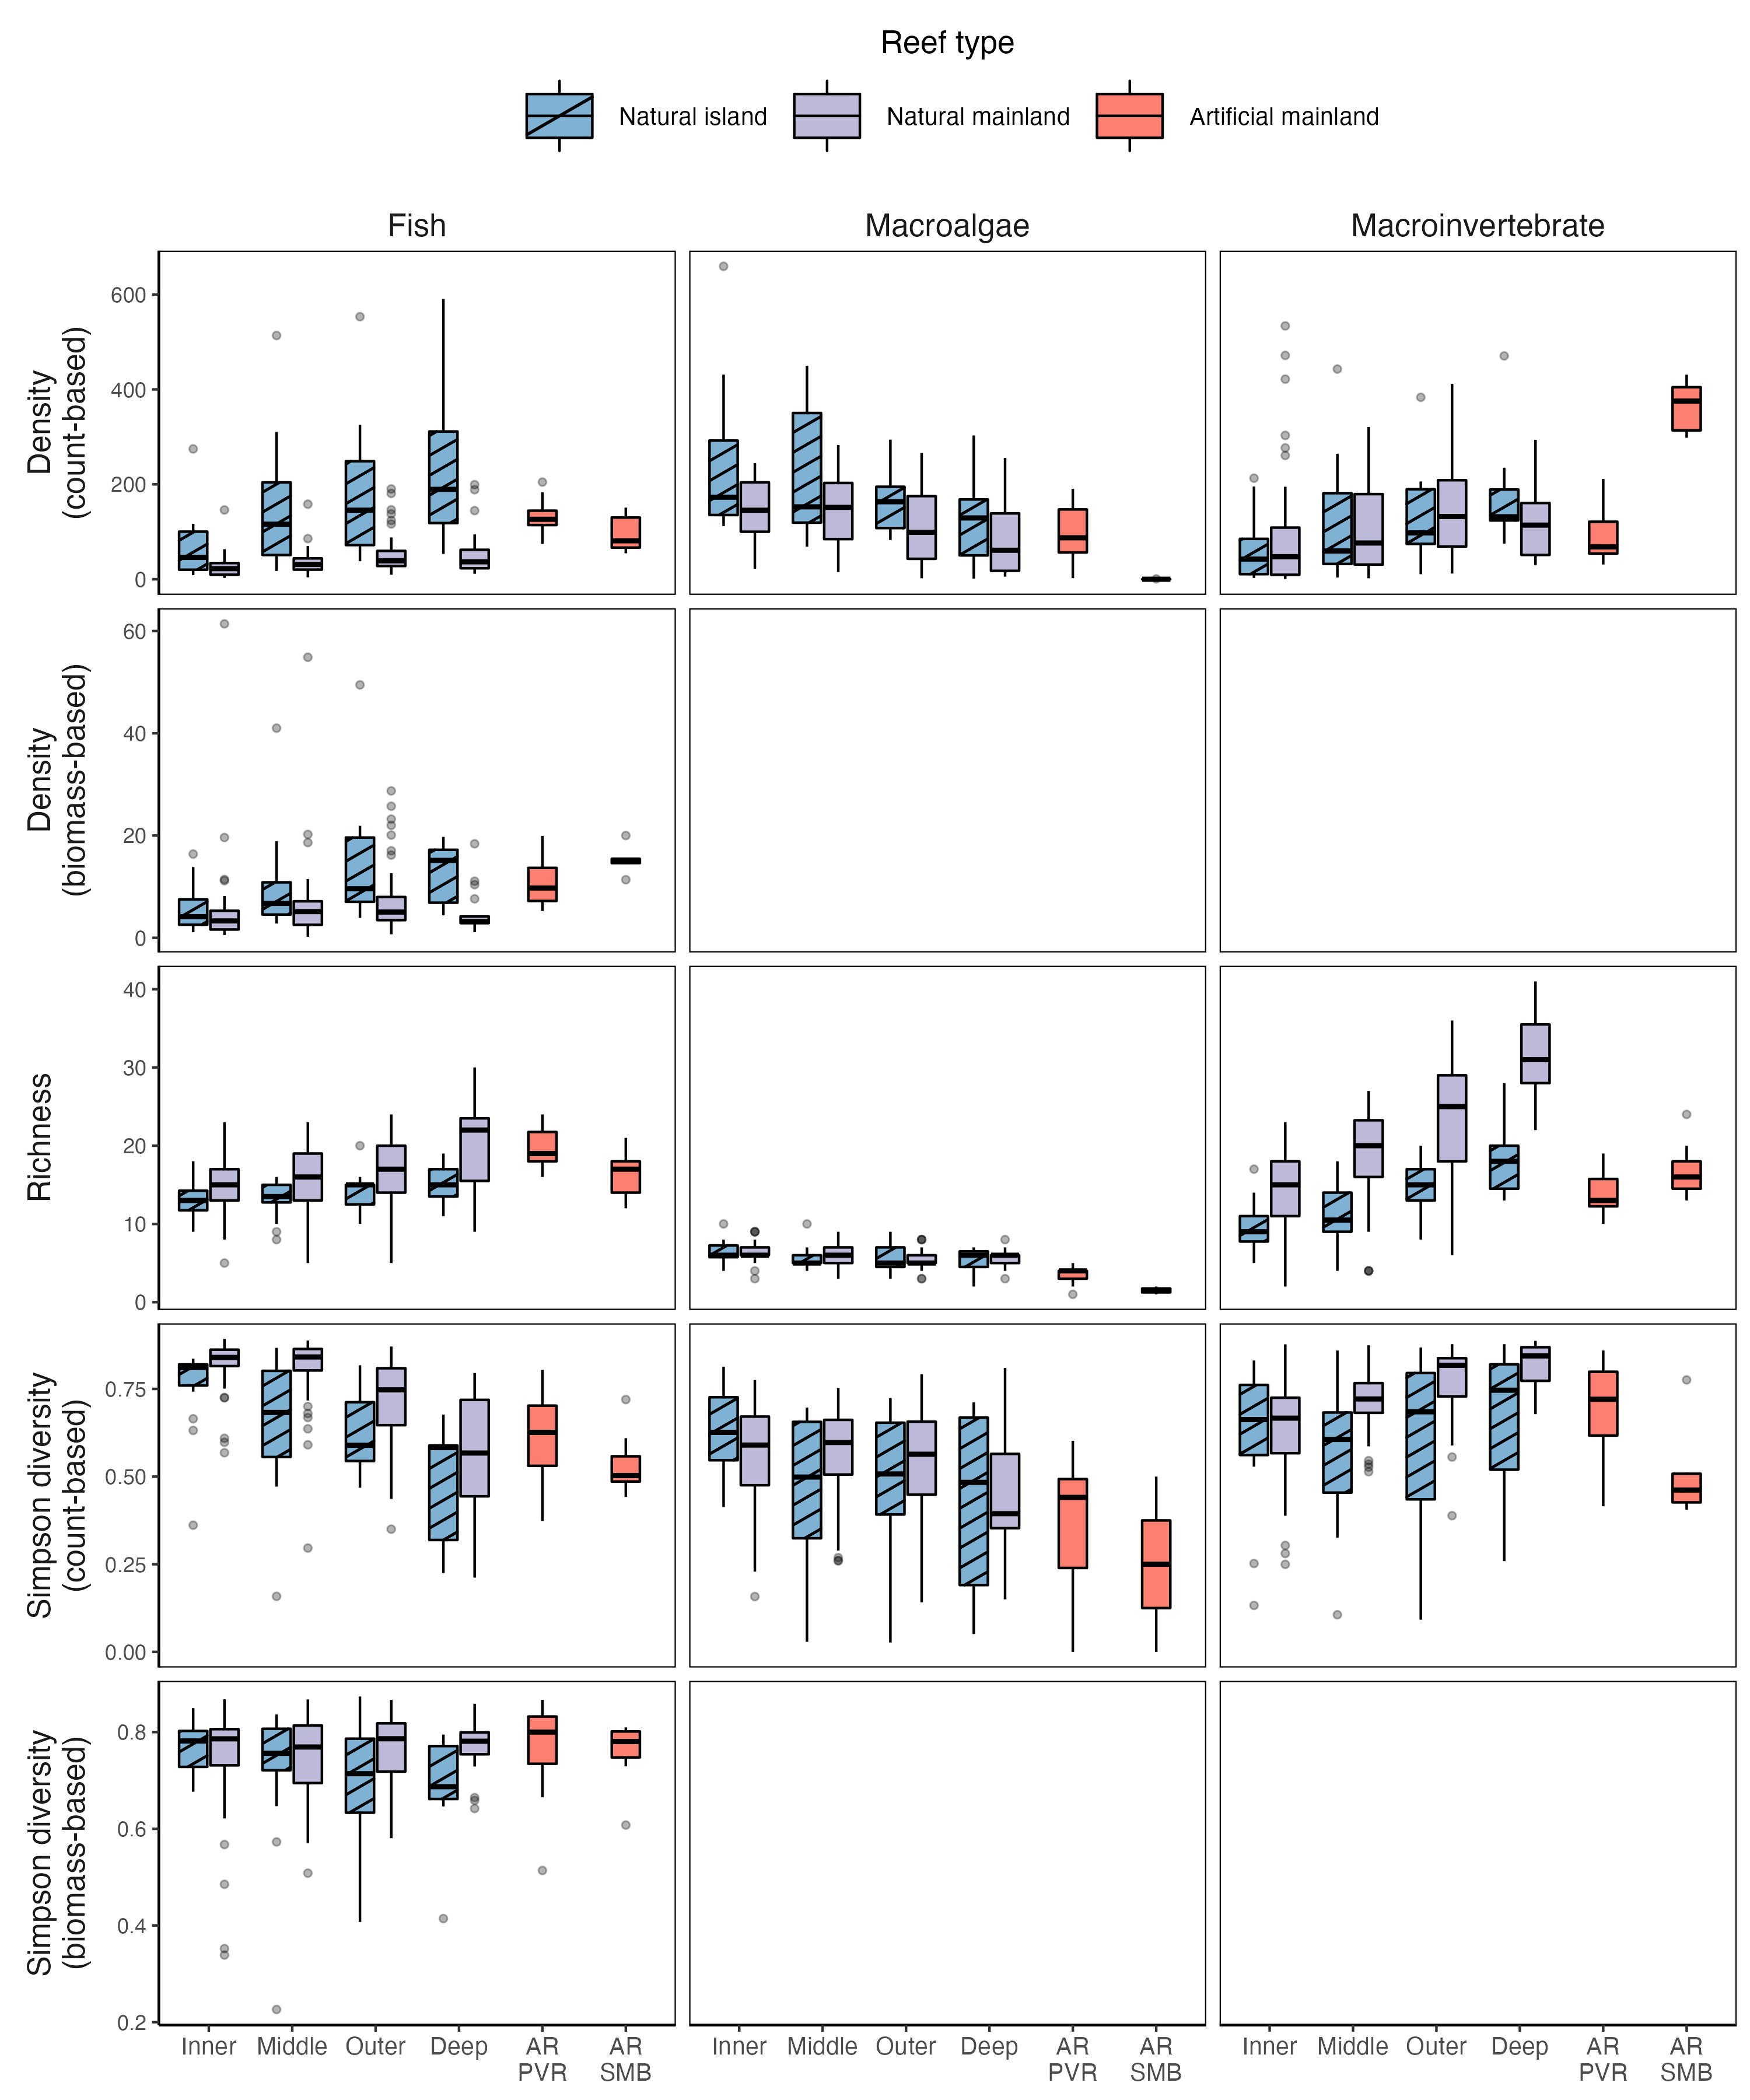 Reef type
Natural island Natural mainland Artificial mainland
Fish Macroalgae Macroinvertebrate
Density
(count-based)
600
400
200
0
Density
(biomass-based)
60
40
20
0
Richness
40
30
20
10
0
Simpson diversity
(count-based)
0.75
0.50
0.25
0.00
Simpson diversity
(biomass-based)
0.8
0.6
0.4
0.2
Inner Middle Outer Deep AR PVR AR SMB
Inner Middle Outer Deep AR PVR AR SMB
Inner Middle Outer Deep AR PVR AR SMB